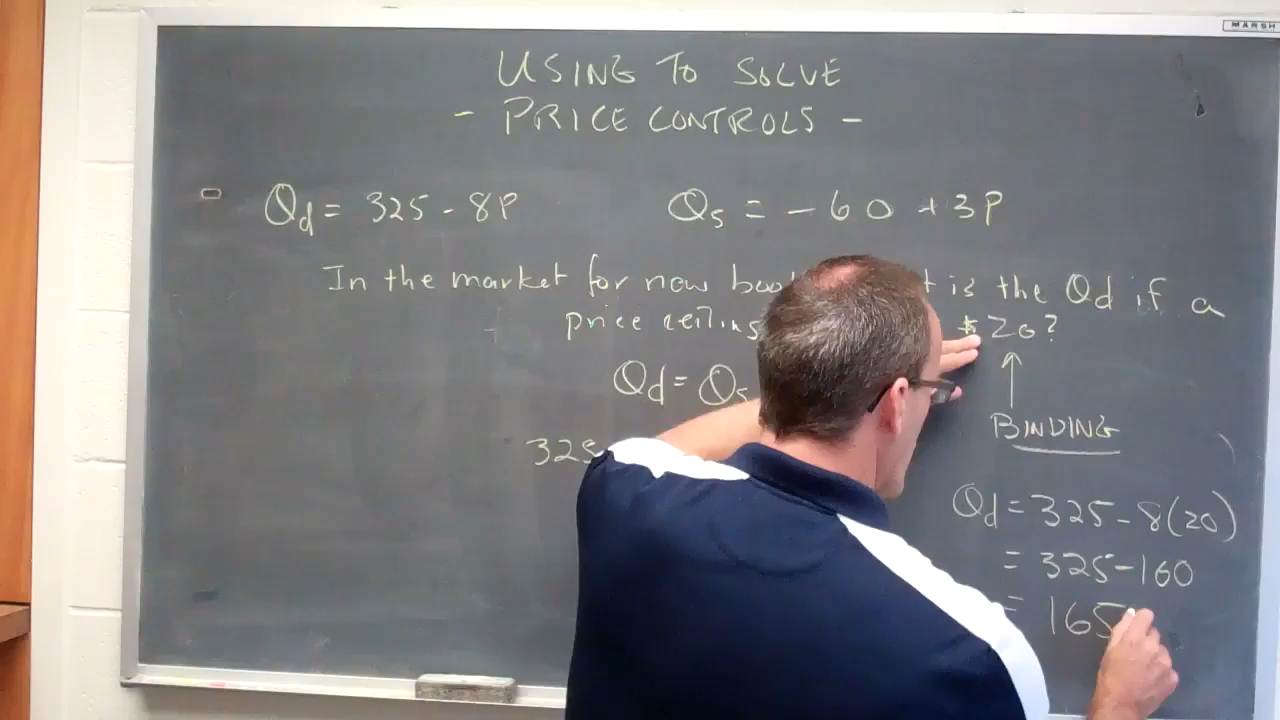 MARSH
USING TO SOLVE
- PRICE CONTROLS -
Qd = 325 - 8P
Qs = -60 + 3P
In the market for new is the Qd if a
price ceiling $20?
Qd = Qs
BINDING
325
Qd = 325 - 8(20)
= 325 - 160
= 165